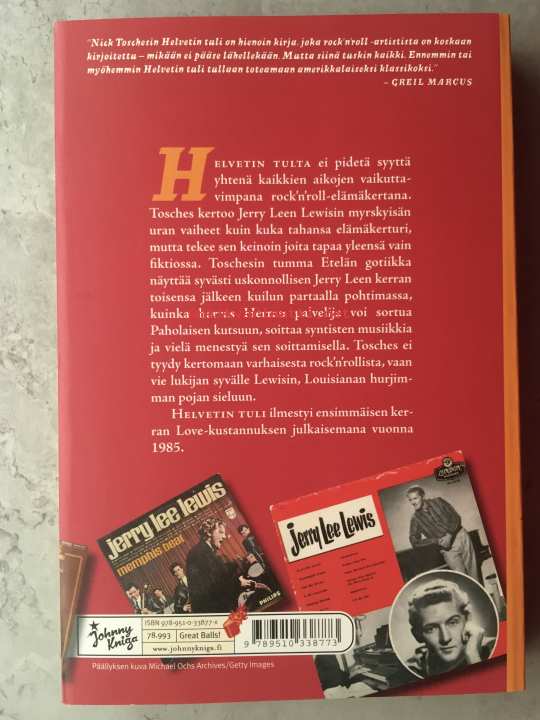 "Nick Toschesin Helvetin tuli on hienoin kirja, joka rock'n'roll -artistista on koskaan
kirjoitettu – mikään ei pääse lähellekään. Mutta siinä tuskin kaikki. Ennemmin tai
myöhemmin Helvetin tuli tullaan toteamaan amerikkalaiseksi klassikoksi."
– GREIL MARCUS
HELVETIN TULTA ei pidetä syyttä
yhtenä kaikkien aikojen vaikutta-
vimpana rock'n'roll-elämäkertana.
Tosches kertoo Jerry Leen Lewisin myrskyisän
uran vaiheet kuin kuka tahansa elämäkerturi,
mutta tekee sen keinoin joita tapaa yleensä vain
fiktiossa. Toschesin tumma Etelän gotiikka
näyttää syvästi uskonnollisen Jerry Leen kerran
toisensa jälkeen kuilun partaalla pohtimassa,
kuinka harras Herran palvelija voi sortua
Paholaisen kutsuun, soittaa syntisten musiikkia
ja vielä menestyä sen soittamisella. Tosches ei
tyydy kertomaan varhaisesta rock'n'rollista, vaan
vie lukijan syvälle Lewisin, Louisianan hurjim-
man pojan sieluun.
HELVETIN TULI ilmestyi ensimmäisen ker-
ran Love-kustannuksen julkaisemana vuonna
1985.
jerry lee lewis
memphis beat
PHILIPS
LONDON
Jerry Lee Lewis
Johnny
Kniga
ISBN 978-951-0-33877-X
78.993 Great Balls!
www.johnnykniga.fi
9 789510 338773
Päällyksen kuva Michael Ochs Archives/Getty Images